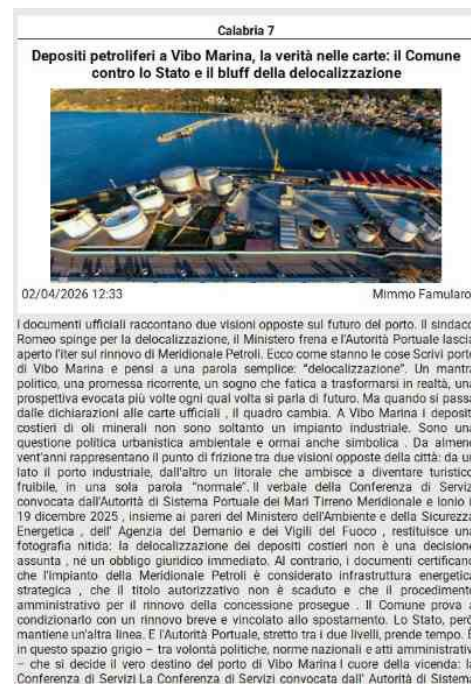 Calabria 7
Depositi petroliferi a Vibo Marina, la verità nelle carte: il Comune
contro lo Stato e il bluff della delocalizzazione
02/04/2026 12:33
Mimmo Famularo
I documenti ufficiali raccontano due visioni opposte sul futuro del porto. Il sindaco
Romeo spinge per la delocalizzazione, il Ministero frena e l'Autorità Portuale lascia
aperto l'iter sul rinnovo di Meridionale Petroli. Ecco come stanno le cose Scrivi porto
di Vibo Marina e pensi a una parola semplice: “delocalizzazione”. Un mantra
politico, una promessa ricorrente, un sogno che fatica a trasformarsi in realtà, una
prospettiva evocata più volte ogni qual volta si parla di futuro. Ma quando si passa
dalle dichiarazioni alle carte ufficiali , il quadro cambia. A Vibo Marina i depositi
costieri di oli minerali non sono soltanto un impianto industriale. Sono una
questione politica urbanistica ambientale e ormai anche simbolica . Da almeno
vent'anni rappresentano il punto di frizione tra due visioni opposte della città: da un
lato il porto industriale, dall'altro un litorale che ambisce a diventare turistico
fruibile, in una sola parola “normale”. Il verbale della Conferenza di Servizi
convocata dall'Autorità di Sistema Portuale dei Mari Tirreno Meridionale e Ionio il
19 dicembre 2025 , insieme ai pareri del Ministero dell'Ambiente e della Sicurezza
Energetica , dell' Agenzia del Demanio e dei Vigili del Fuoco , restituisce una
fotografia nitida: la delocalizzazione dei depositi costieri non è una decisione
assunta , né un obbligo giuridico immediato. Al contrario, i documenti certificano
che l'impianto della Meridionale Petroli è considerato infrastruttura energetica
strategica , che il titolo autorizzativo non è scaduto e che il procedimento
amministrativo per il rinnovo della concessione prosegue . Il Comune prova a
condizionarlo con un rinnovo breve e vincolato allo spostamento. Lo Stato, però,
mantiene un'altra linea. E l'Autorità Portuale, stretto tra i due livelli, prende tempo. È
in questo spazio grigio – tra volontà politiche, norme nazionali e atti amministrativi
– che si decide il vero destino del porto di Vibo Marina I cuore della vicenda: la
Conferenza di Servizi La Conferenza di Servizi convocata dall' Autorità di Sistema